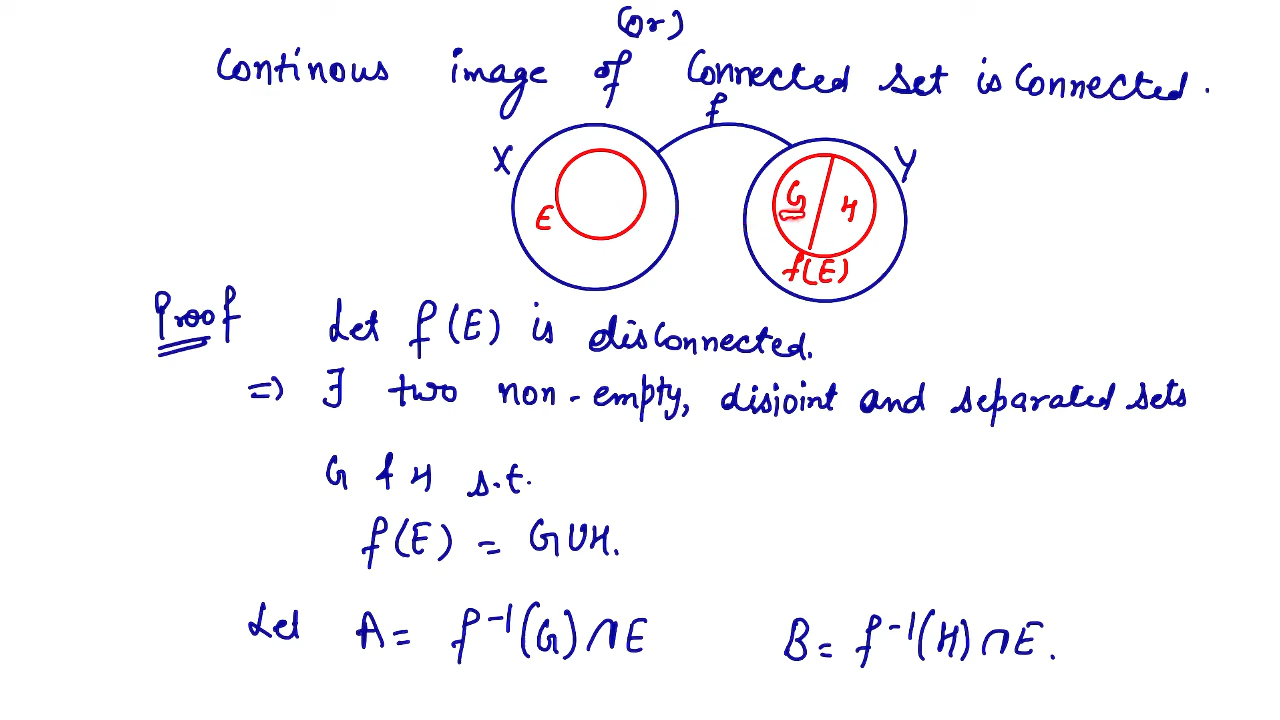 (or)
Continous image of Connected set is Connected.
f
X
Y
G
H
E
f(E)
Proof Let f(E) is disconnected.
=> ∃ two non-empty, disjoint and separated sets
G & H s.t.
f(E) = G∪H.
Let A = f⁻¹(G)∩E B = f⁻¹(H)∩E.